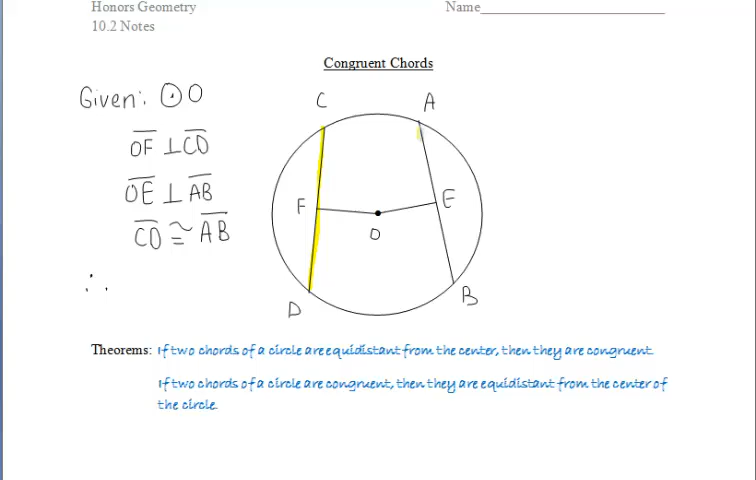 Honors Geometry Name
10.2 Notes
Congruent Chords
Given: ⊙O
OF ⊥ CD
OE ⊥ AB
CD ≅ AB
∴
C
A
F
E
O
D
B
Theorems: If two chords of a circle are equidistant from the center, then they are congruent.
If two chords of a circle are congruent, then they are equidistant from the center of
the circle.